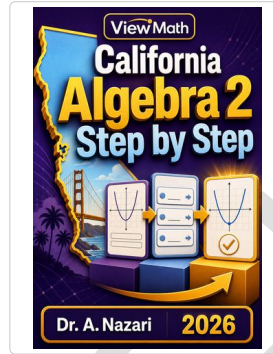 ViewMath
California
Algebra 2
Step by Step
Dr. A. Nazari
2026